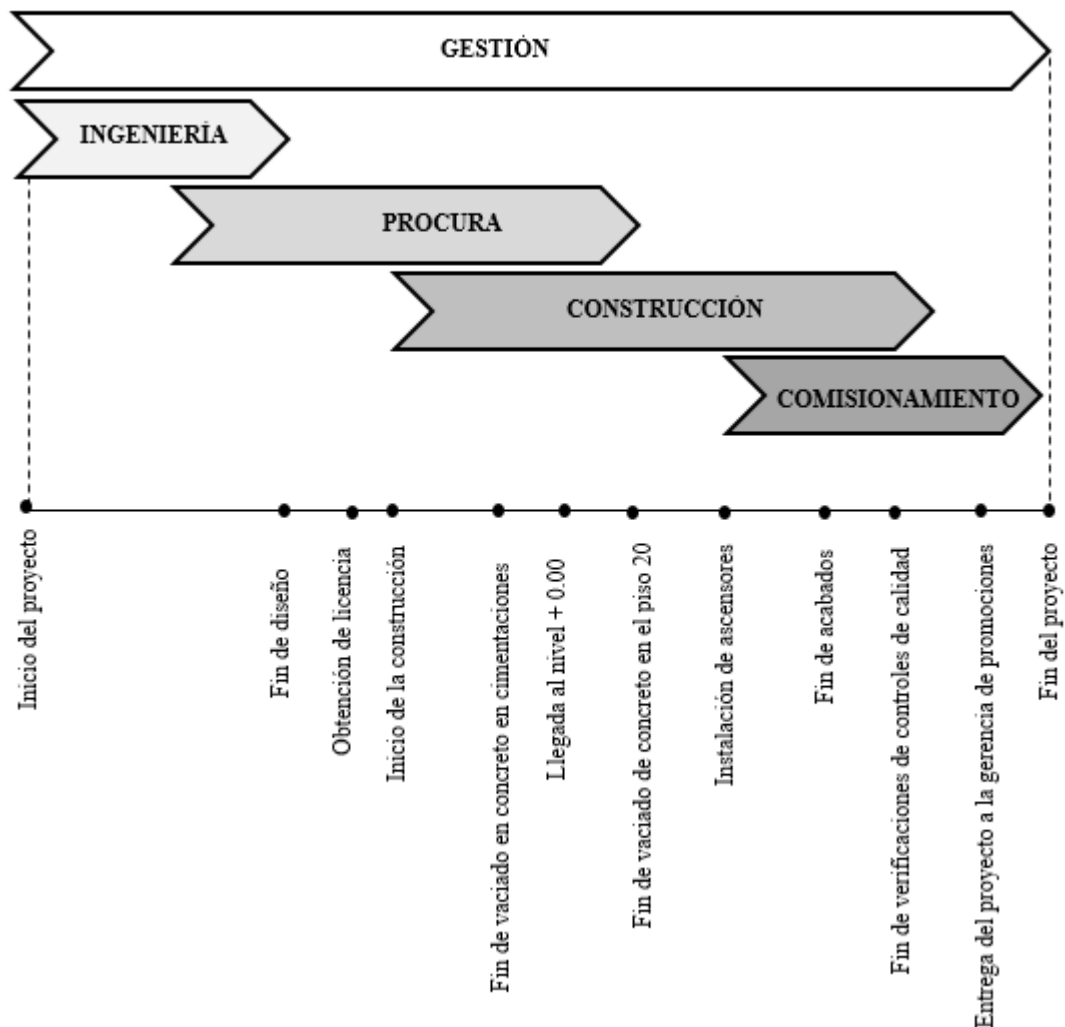 GESTIÓN
INGENIERÍA
PROCURA
CONSTRUCCIÓN
COMISIONAMIENTO
Inicio del proyecto
Fin de diseño
Obtención de licencia
Inicio de la construcción
Fin de vaciado en concreto en cimentaciones
Llegada al nivel + 0.00
Fin de vaciado de concreto en el piso 20
Instalación de ascensores
Fin de acabados
Fin de verificaciones de controles de calidad
Entrega del proyecto a la gerencia de promociones
Fin del proyecto